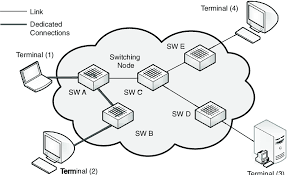 Link
Dedicated
Connections
Terminal (4)
Terminal (1)
Switching
Node
SW E
SW A
SW C
SW D
SW B
Terminal (2)
Terminal (3)